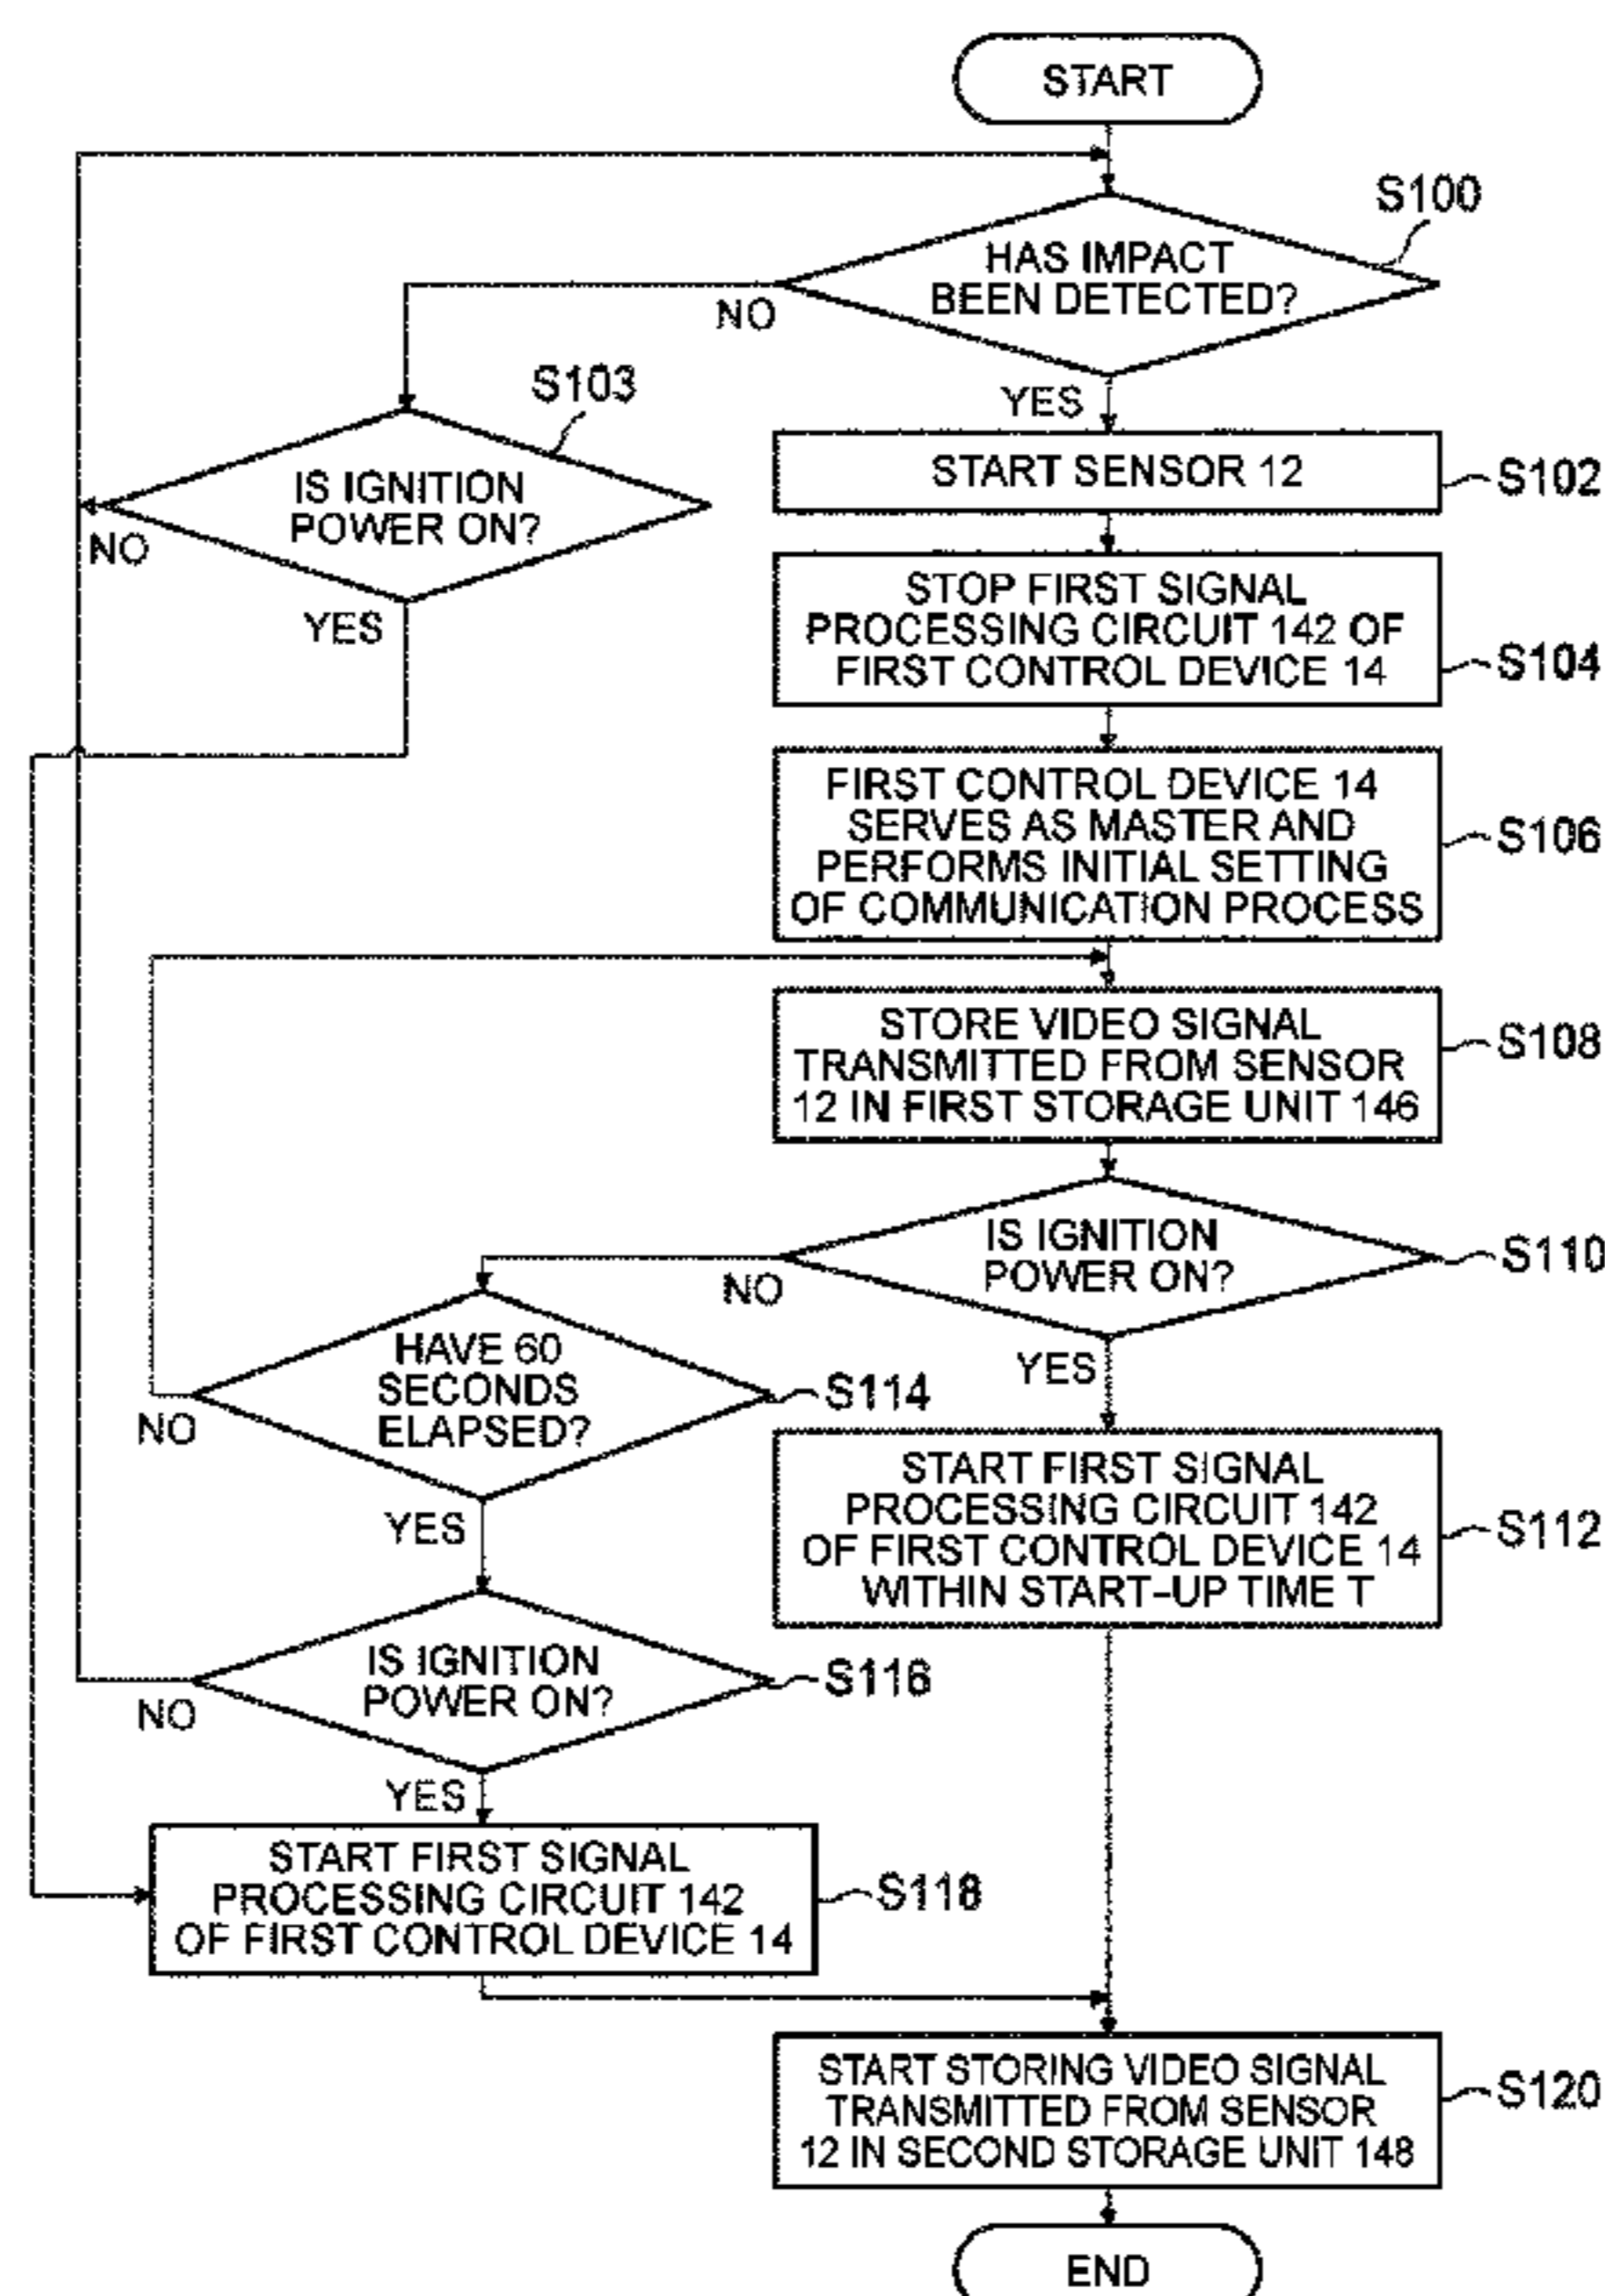 START
S100
HAS IMPACT
BEEN DETECTED?
NO
YES
S103
IS IGNITION
POWER ON?
NO
YES
START SENSOR 12
S102
STOP FIRST SIGNAL
PROCESSING CIRCUIT 142 OF
FIRST CONTROL DEVICE 14
S104
FIRST CONTROL DEVICE 14
SERVES AS MASTER AND
PERFORMS INITIAL SETTING
OF COMMUNICATION PROCESS
S106
STORE VIDEO SIGNAL
TRANSMITTED FROM SENSOR
12 IN FIRST STORAGE UNIT 146
S108
IS IGNITION
POWER ON?
S110
NO
YES
HAVE 60
SECONDS
ELAPSED?
S114
NO
YES
START FIRST SIGNAL
PROCESSING CIRCUIT 142
OF FIRST CONTROL DEVICE 14
WITHIN START-UP TIME T
S112
IS IGNITION
POWER ON?
S116
NO
YES
START FIRST SIGNAL
PROCESSING CIRCUIT 142
OF FIRST CONTROL DEVICE 14
S118
START STORING VIDEO SIGNAL
TRANSMITTED FROM SENSOR
12 IN SECOND STORAGE UNIT 148
S120
END